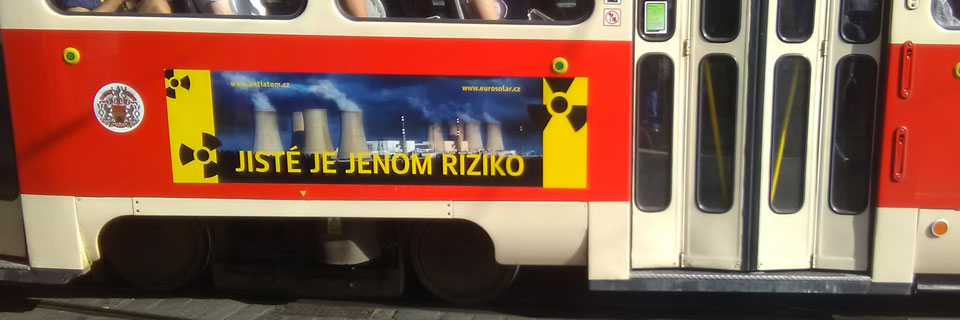 www.antiatom.cz
www.eurosolar.cz
JISTÉ JE JENOM RIZIKO